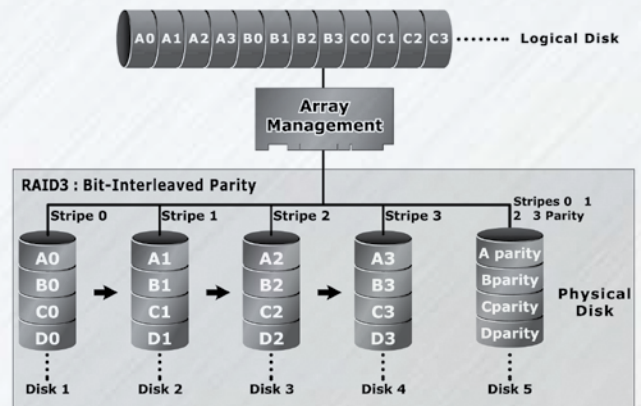 A0 A1 A2 A3 B0 B1 B2 B3 C0 C1 C2 C3 Logical Disk
Array
Management
RAID3 : Bit-Interleaved Parity
Stripe 0 Stripe 1 Stripe 2 Stripe 3 Stripes 0 1
2 3 Parity
A0 A1 A2 A3 A parity
B0 B1 B2 B3 Bparity
C0 C1 C2 C3 Cparity
D0 D1 D2 D3 Dparity
Physical
Disk
Disk 1 Disk 2 Disk 3 Disk 4 Disk 5